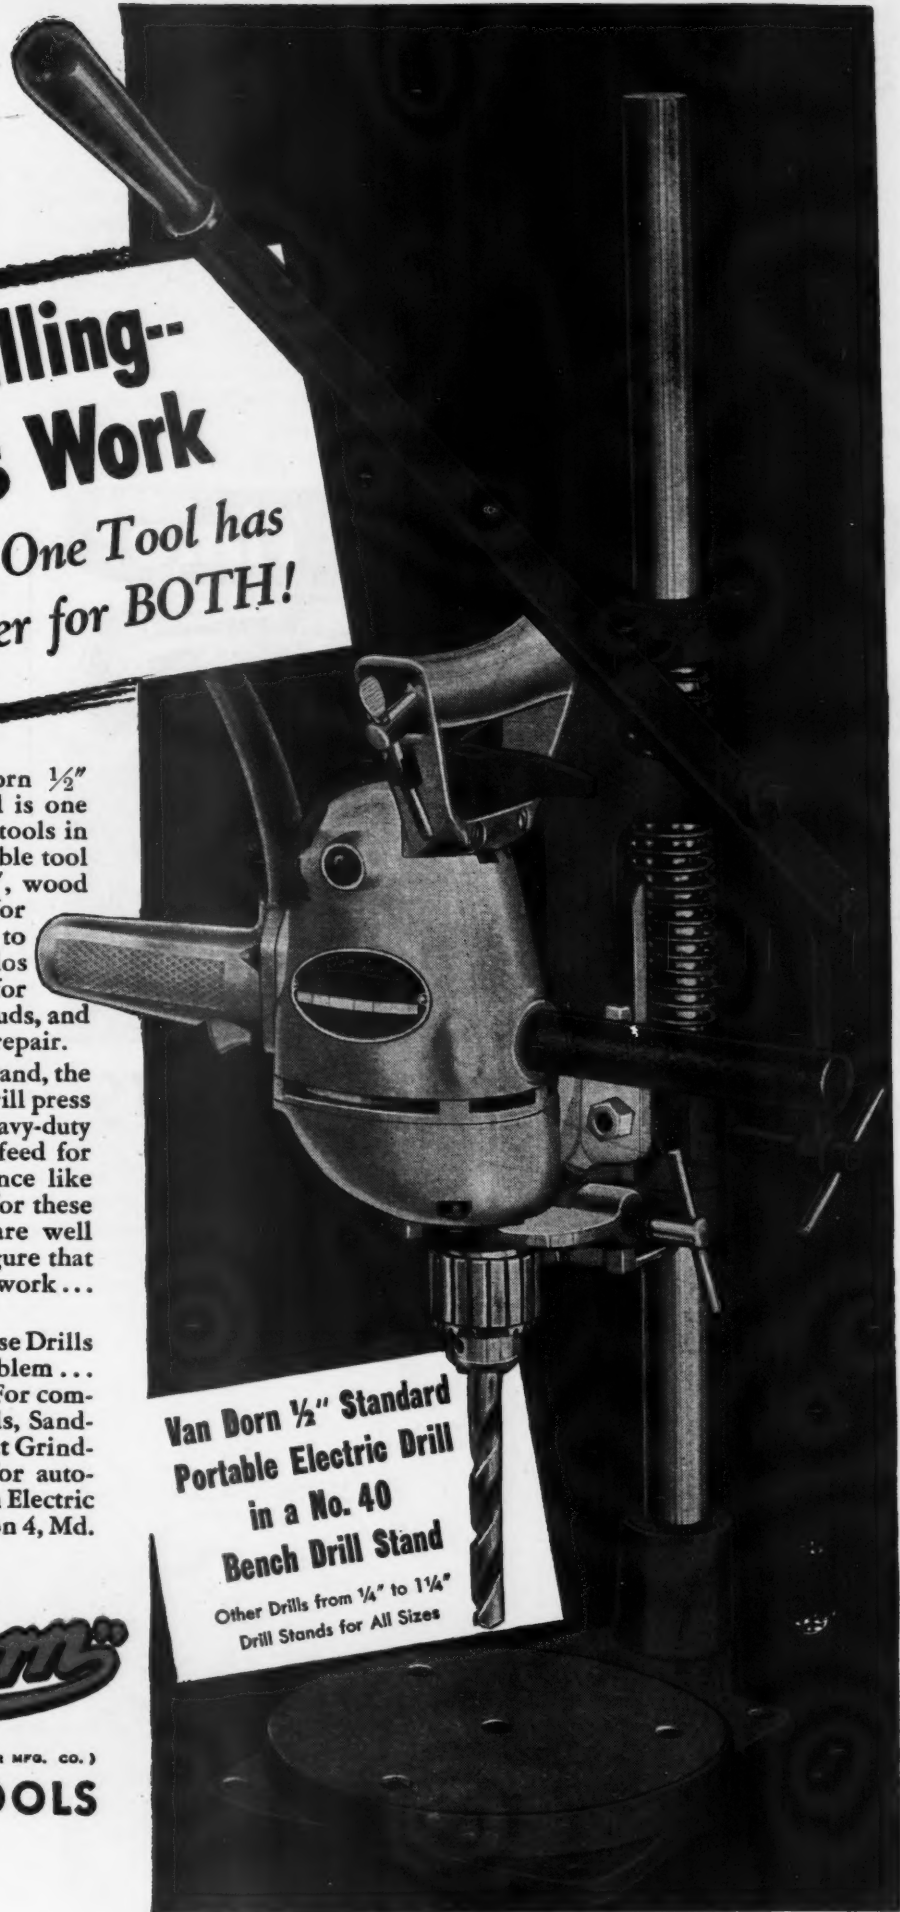 lling--
Work
One Tool has
er for BOTH!
orn ½"
l is one
tools in
ble tool
", wood
or
to
los
for
uds, and
repair.
and, the
ill press
avy-duty
feed for
nce like
or these
are well
gure that
work...
se Drills
blem...
For com-
ls, Sand-
t Grind-
or auto-
Electric
n 4, Md.
Van Dorn ½" Standard
Portable Electric Drill
in a No. 40
Bench Drill Stand
Other Drills from ¼" to 1¼"
Drill Stands for All Sizes
rn"
MFG. CO.)
OOLS